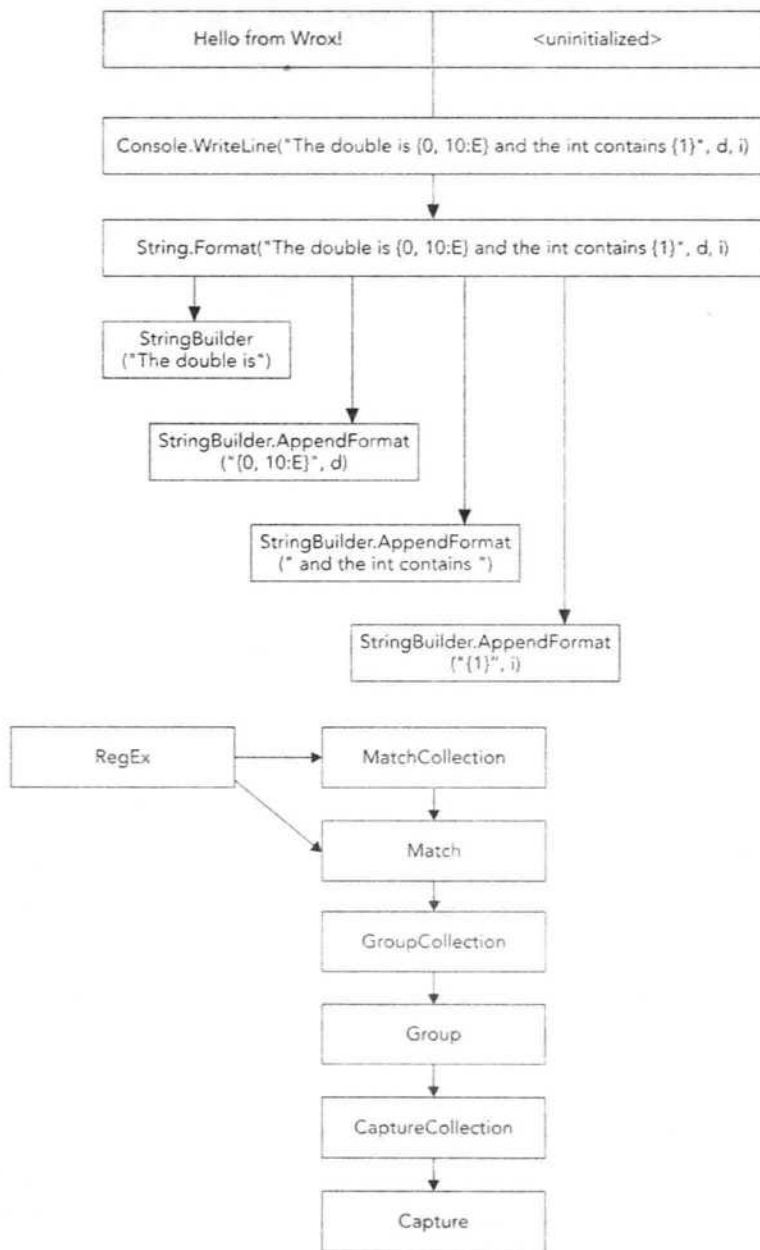 Hello from Wrox!
<uninitialized>
Console.WriteLine("The double is {0, 10:E} and the int contains {1}", d, i)
String.Format("The double is {0, 10:E} and the int contains {1}", d, i)
StringBuilder
("The double is")
StringBuilder.AppendFormat
("{0, 10:E}", d)
StringBuilder.AppendFormat
(" and the int contains ")
StringBuilder.AppendFormat
("{1}", i)
RegEx
MatchCollection
Match
GroupCollection
Group
CaptureCollection
Capture